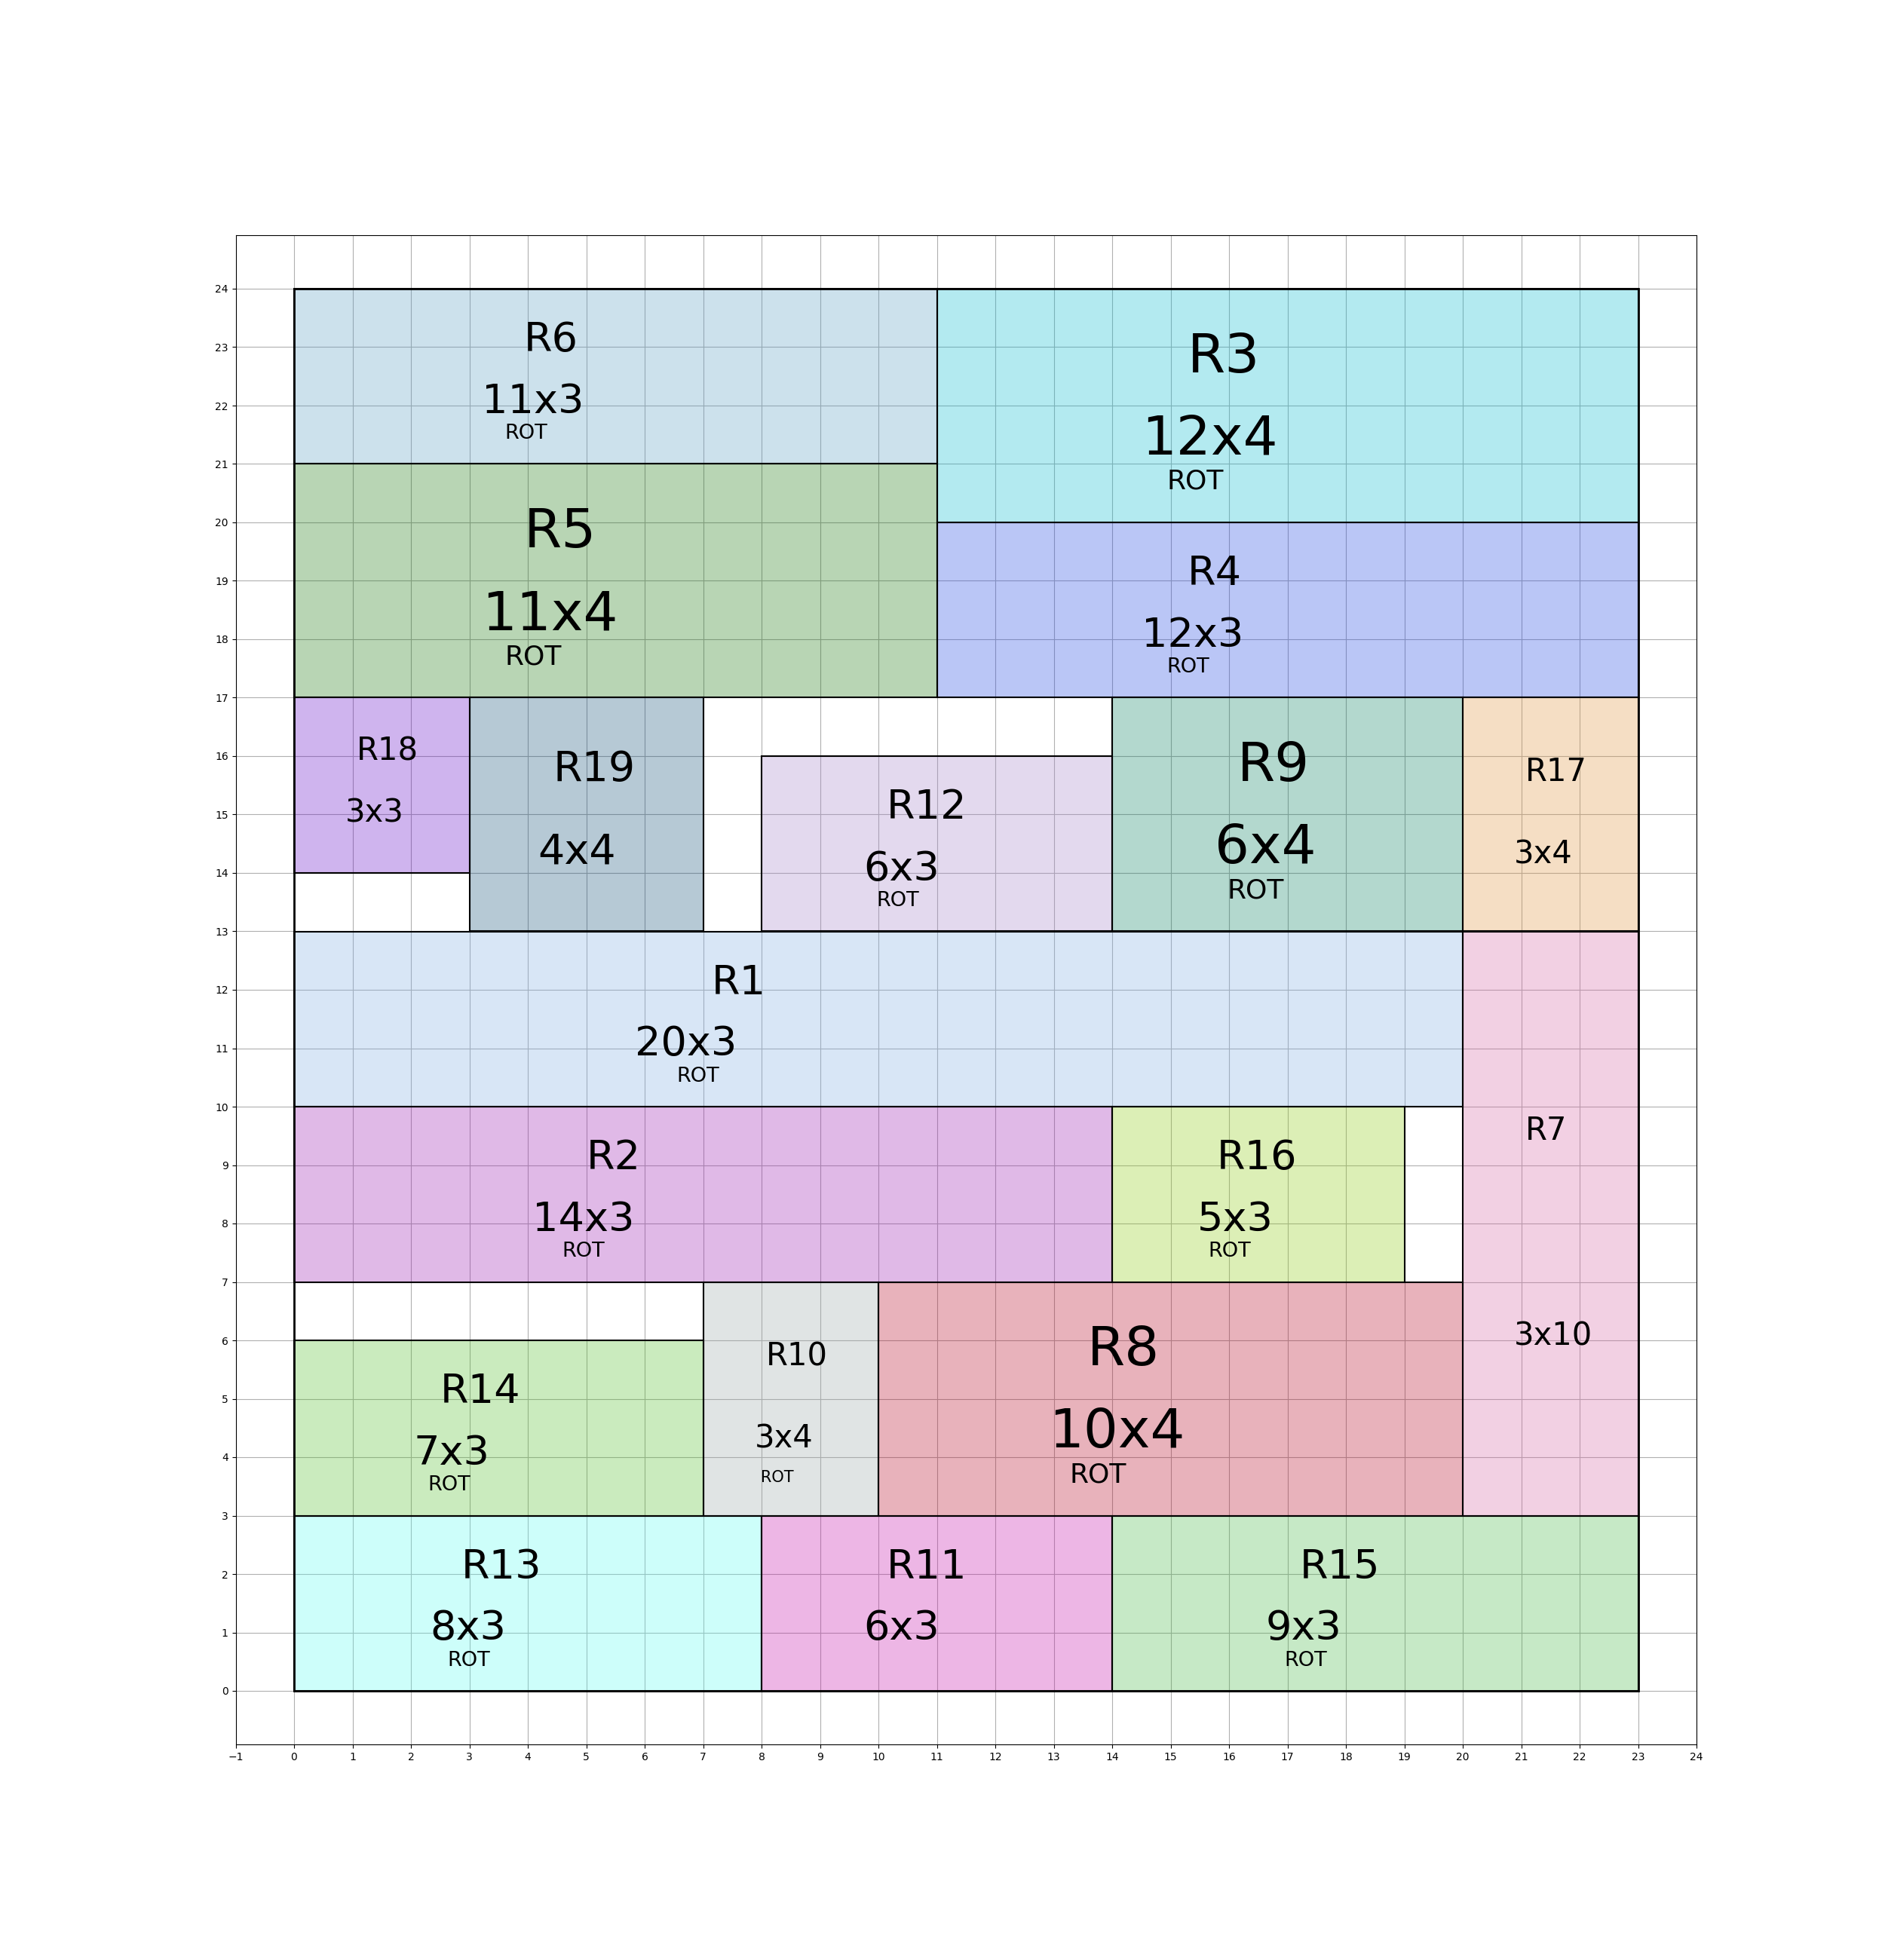 24
23
22
21
20
19
18
17
16
15
14
13
12
11
10
9
8
7
6
5
4
3
2
1
0
−1 0 1 2 3 4 5 6 7 8 9 10 11 12 13 14 15 16 17 18 19 20 21 22 23 24
R6
11x3
ROT
R3
12x4
ROT
R5
11x4
ROT
R4
12x3
ROT
R18
3x3
R19
4x4
R12
6x3
ROT
R9
6x4
ROT
R17
3x4
R1
20x3
ROT
R2
14x3
ROT
R16
5x3
ROT
R7
3x10
R14
7x3
ROT
R10
3x4
ROT
R8
10x4
ROT
R13
8x3
ROT
R11
6x3
R15
9x3
ROT